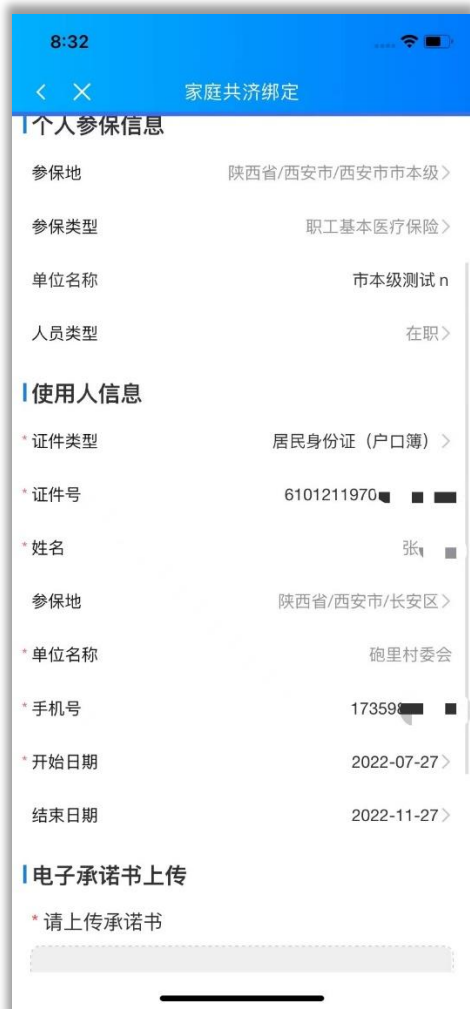 8:32
家庭共济绑定
个人参保信息
参保地 陕西省/西安市/西安市市本级>
参保类型 职工基本医疗保险>
单位名称 市本级测试 n
人员类型 在职>
使用人信息
*证件类型 居民身份证（户口簿）>
*证件号 6101211970
*姓名 张
参保地 陕西省/西安市/长安区>
*单位名称 砲里村委会
*手机号 17359
*开始日期 2022-07-27>
结束日期 2022-11-27>
电子承诺书上传
*请上传承诺书